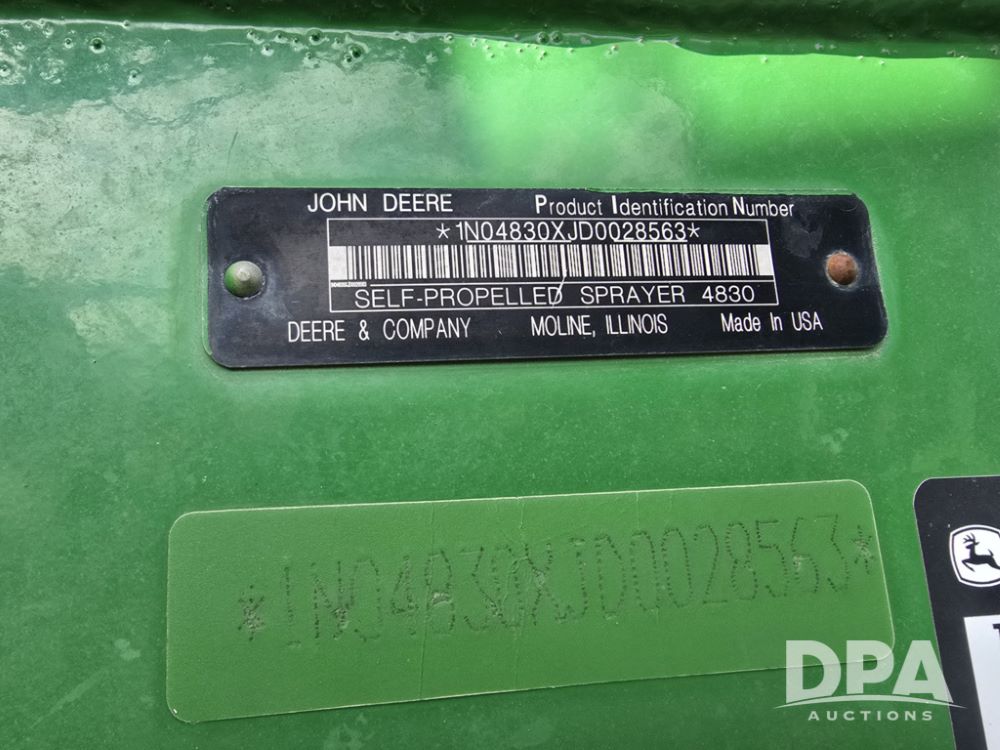 JOHN DEERE Product Identification Number
*1N04830XJD0028563*
SELF-PROPELLED SPRAYER 4830
DEERE & COMPANY MOLINE, ILLINOIS Made In USA
*1N04830XJD0028563*
DPA
AUCTIONS